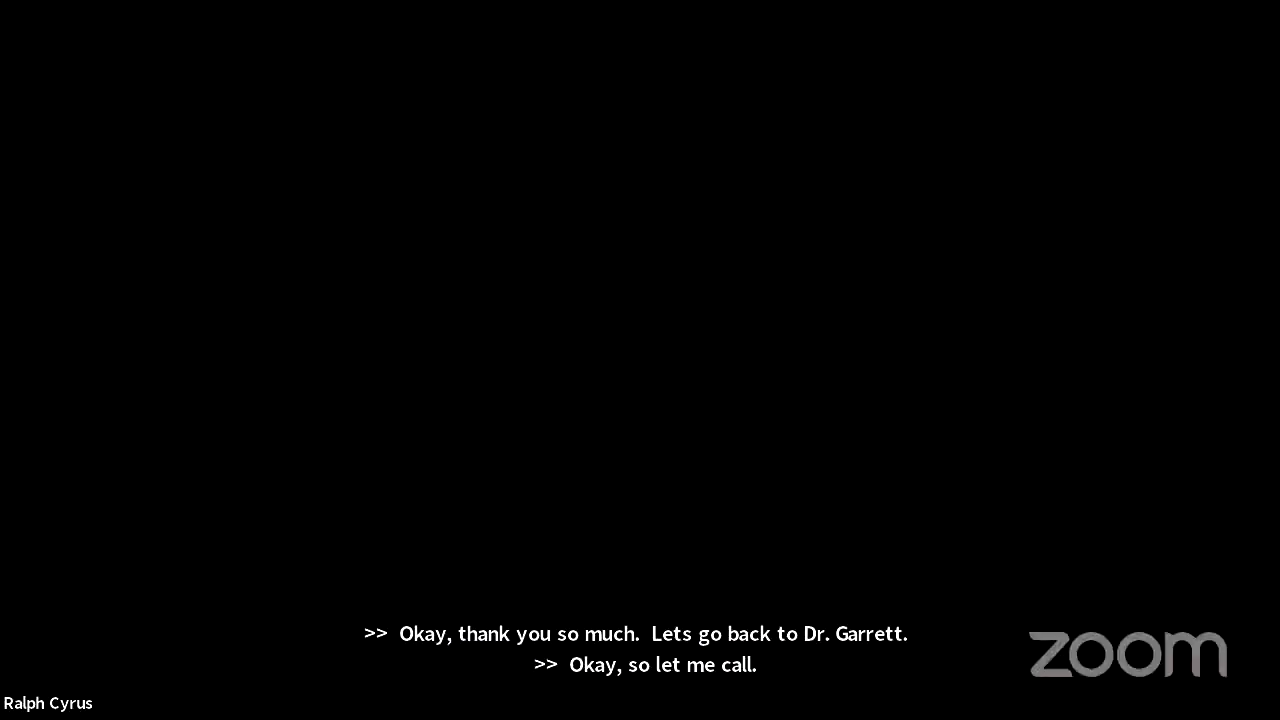 >> Okay, thank you so much. Lets go back to Dr. Garrett.
>> Okay, so let me call.
zoom
Ralph Cyrus